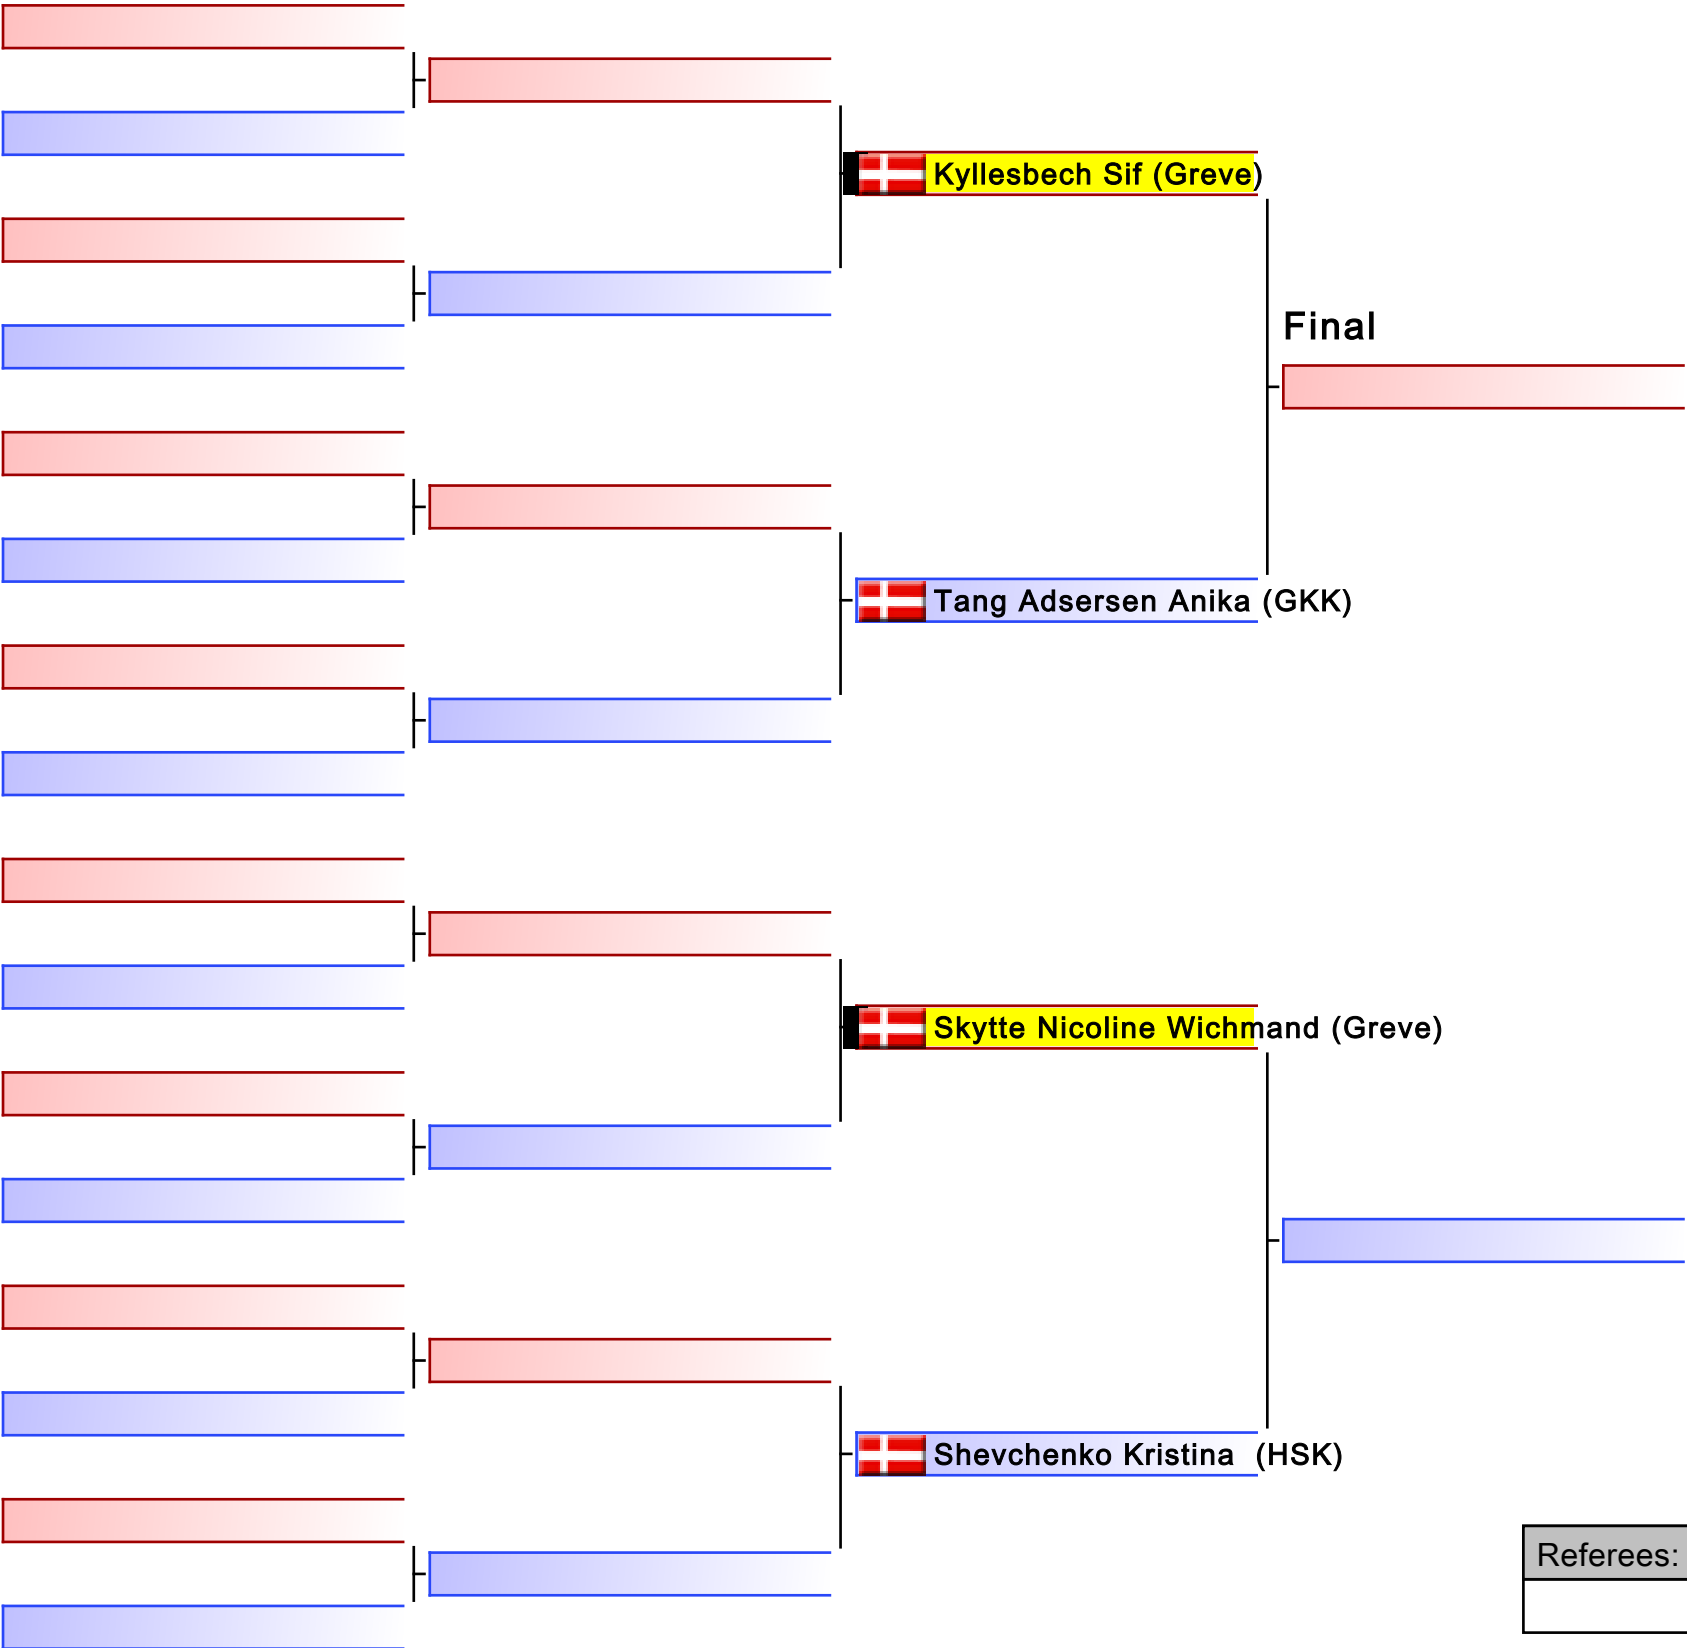 Kyllesbech Sif (Greve)
Final
Tang Adsersen Anika (GKK)
Skytte Nicoline Wichmand (Greve)
Shevchenko Kristina  (HSK)
Referees: